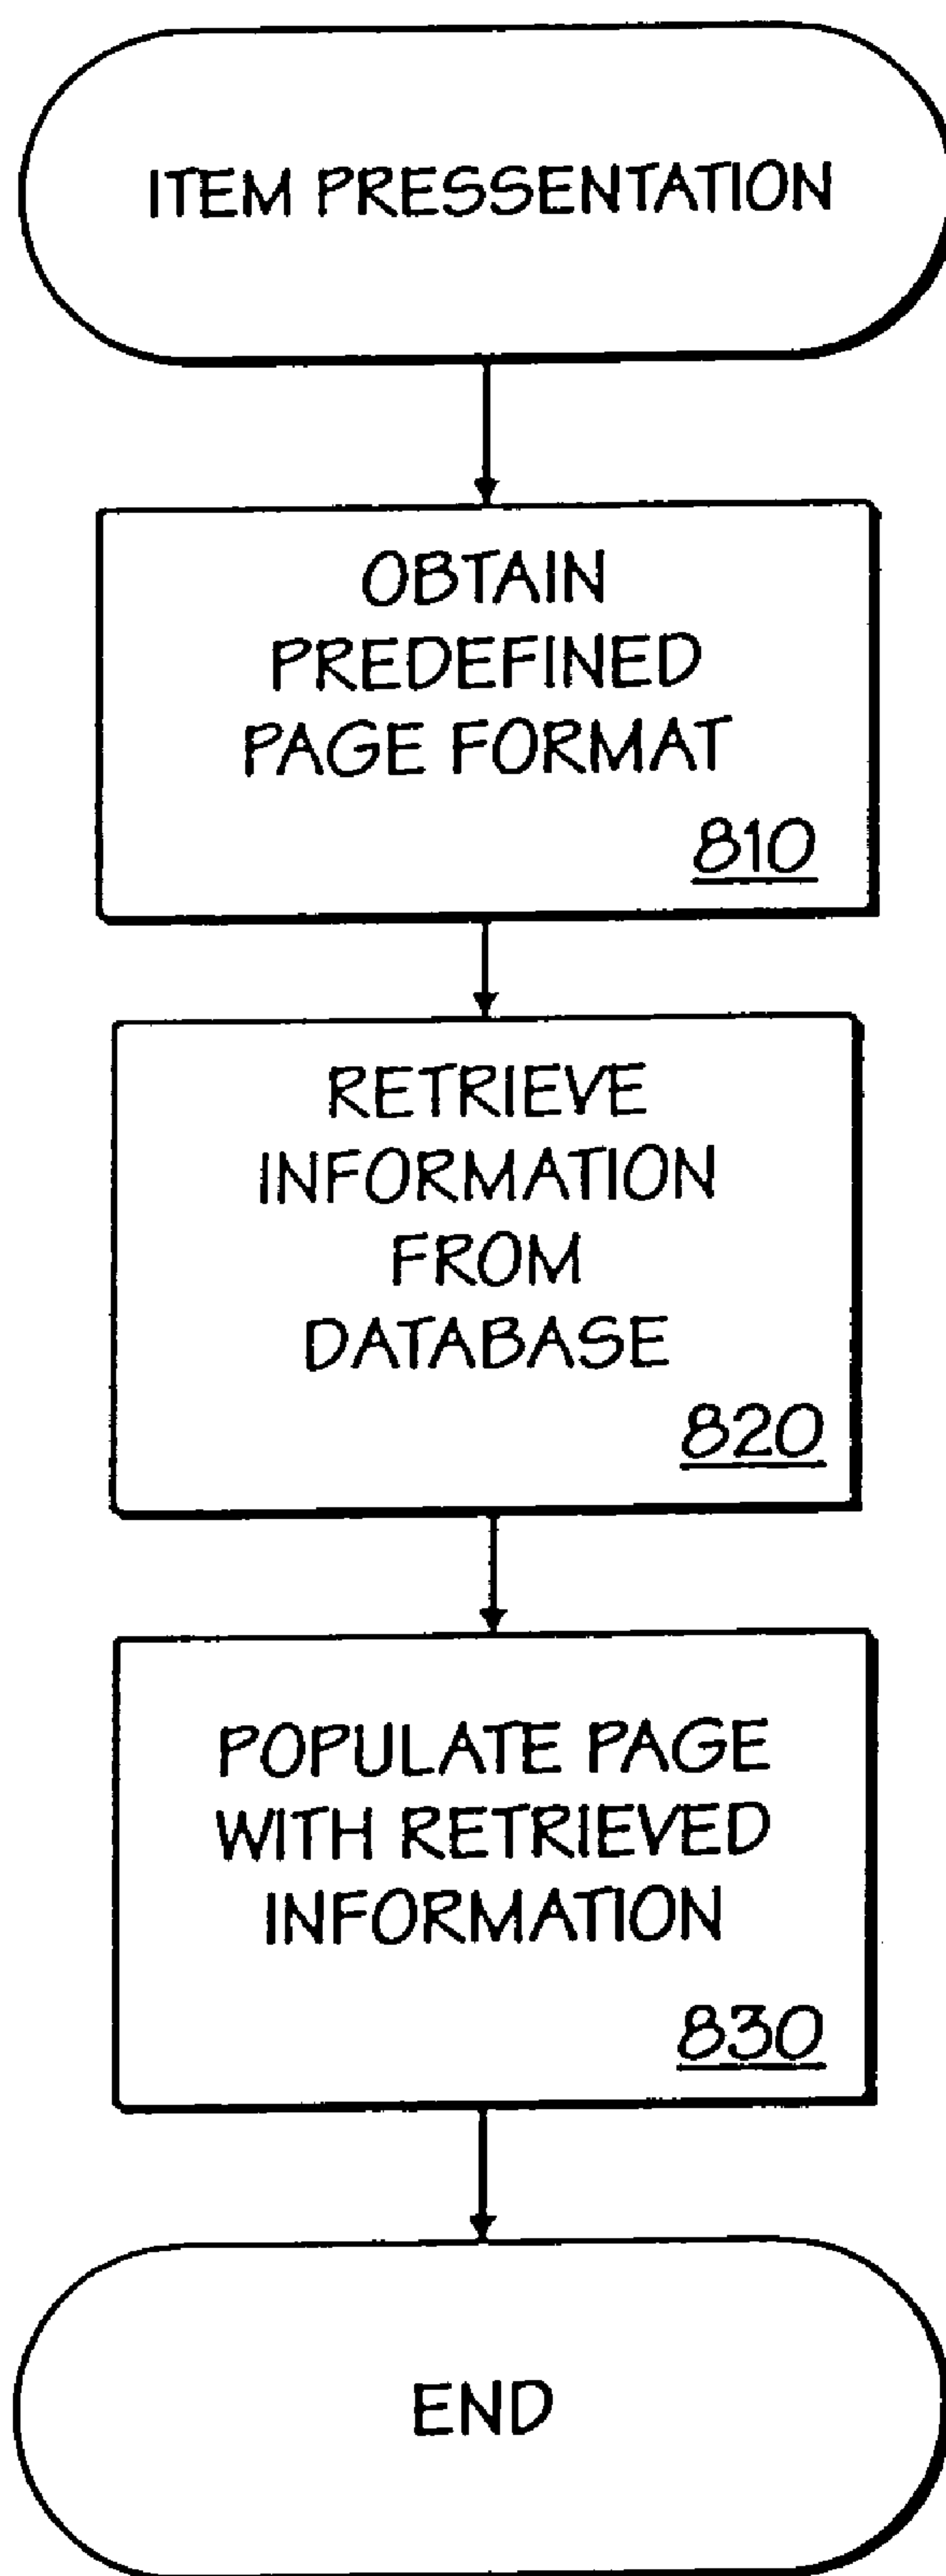 ITEM PRESSENTATION
OBTAIN
PREDEFINED
PAGE FORMAT
810
RETRIEVE
INFORMATION
FROM
DATABASE
820
POPULATE PAGE
WITH RETRIEVED
INFORMATION
830
END